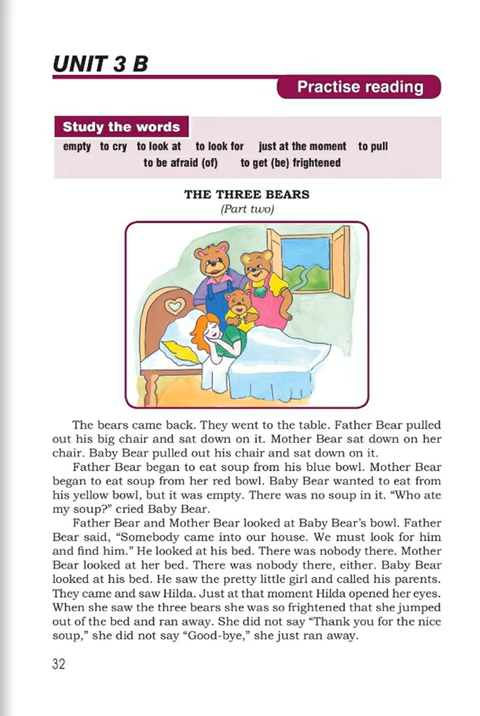 UNIT 3 B
Practise reading
Study the words
empty to cry to look at to look for just at the moment to pull
to be afraid (of) to get (be) frightened
THE THREE BEARS
(Part two)
The bears came back. They went to the table. Father Bear pulled
out his big chair and sat down on it. Mother Bear sat down on her
chair. Baby Bear pulled out his chair and sat down on it.
Father Bear began to eat soup from his blue bowl. Mother Bear
began to eat soup from her red bowl. Baby Bear wanted to eat from
his yellow bowl, but it was empty. There was no soup in it. “Who ate
my soup?” cried Baby Bear.
Father Bear and Mother Bear looked at Baby Bear’s bowl. Father
Bear said, “Somebody came into our house. We must look for him
and find him.” He looked at his bed. There was nobody there. Mother
Bear looked at her bed. There was nobody there, either. Baby Bear
looked at his bed. He saw the pretty little girl and called his parents.
They came and saw Hilda. Just at that moment Hilda opened her eyes.
When she saw the three bears she was so frightened that she jumped
out of the bed and ran away. She did not say “Thank you for the nice
soup,” she did not say “Good-bye,” she just ran away.
32